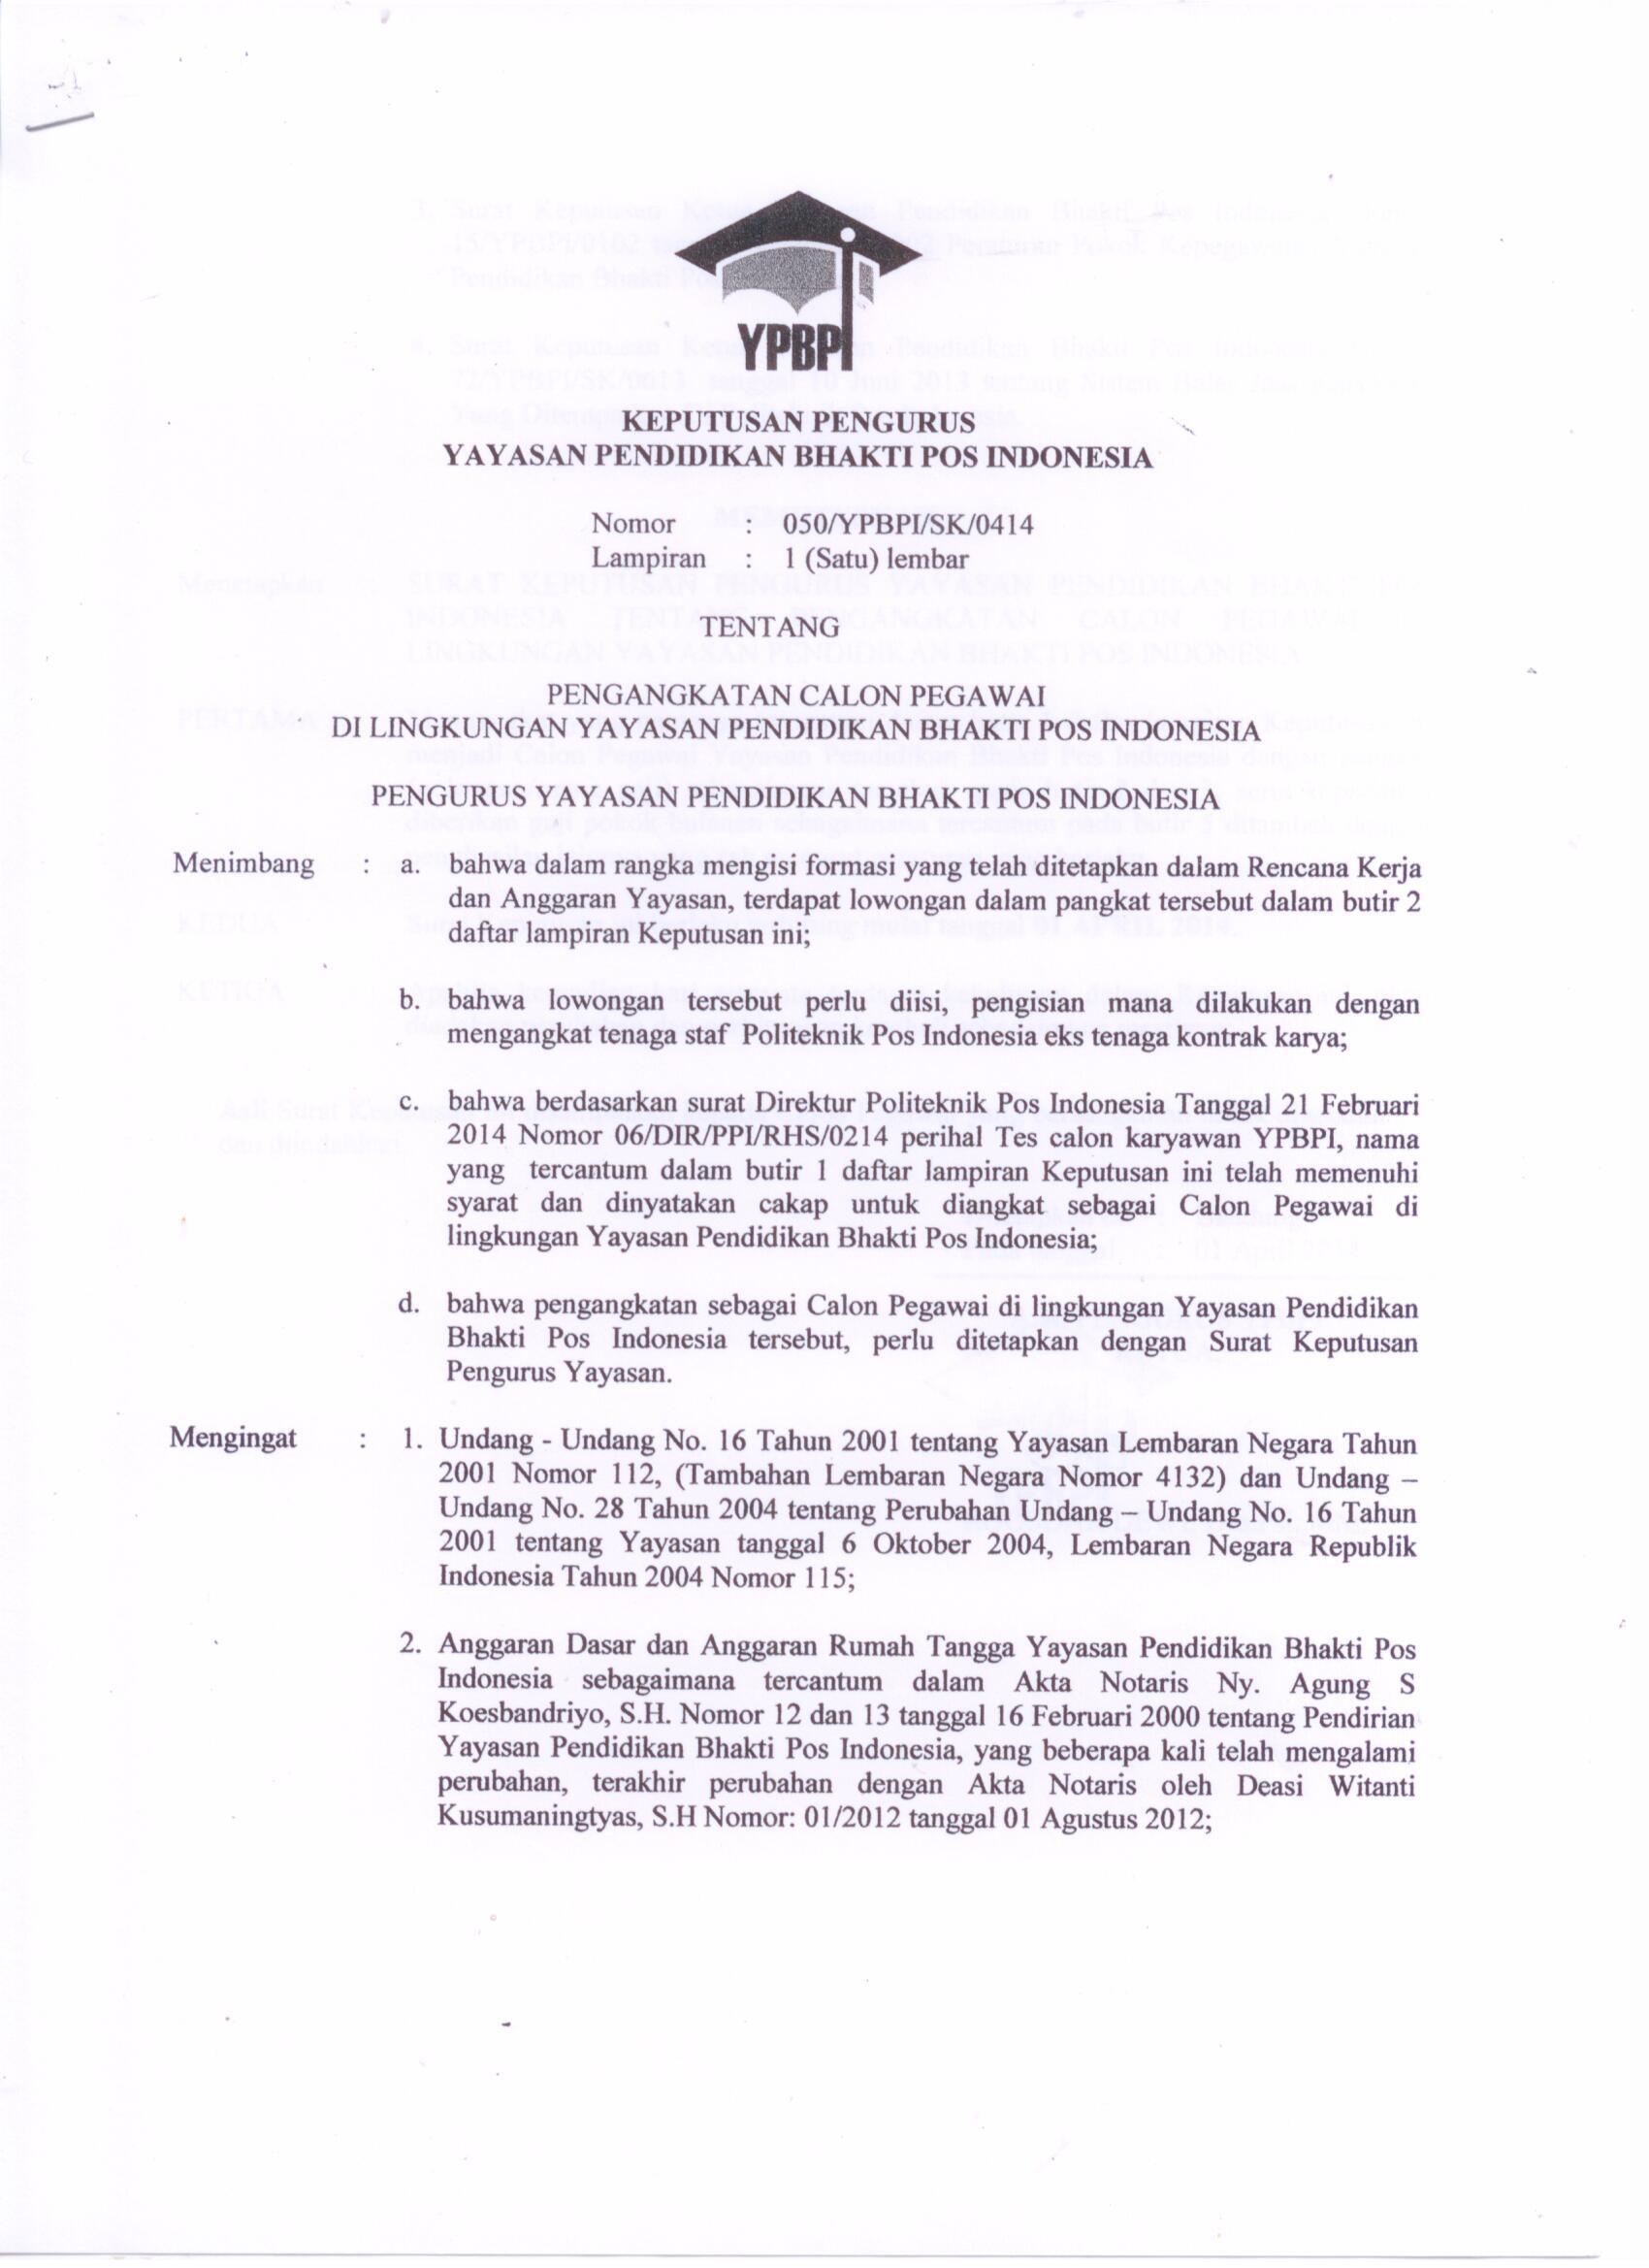 YPBPI
KEPUTUSAN PENGURUS
YAYASAN PENDIDIKAN BHAKTI POS INDONESIA
Nomor : 050/YPBPI/SK/0414
Lampiran : 1 (Satu) lembar
TENTANG
PENGANGKATAN CALON PEGAWAI
DI LINGKUNGAN YAYASAN PENDIDIKAN BHAKTI POS INDONESIA
PENGURUS YAYASAN PENDIDIKAN BHAKTI POS INDONESIA
Menimbang : a. bahwa dalam rangka mengisi formasi yang telah ditetapkan dalam Rencana Kerja
dan Anggaran Yayasan, terdapat lowongan dalam pangkat tersebut dalam butir 2
daftar lampiran Keputusan ini;
b. bahwa lowongan tersebut perlu diisi, pengisian mana dilakukan dengan
mengangkat tenaga staf Politeknik Pos Indonesia eks tenaga kontrak karya;
c. bahwa berdasarkan surat Direktur Politeknik Pos Indonesia Tanggal 21 Februari
2014 Nomor 06/DIR/PPI/RHS/0214 perihal Tes calon karyawan YPBPI, nama
yang tercantum dalam butir 1 daftar lampiran Keputusan ini telah memenuhi
syarat dan dinyatakan cakap untuk diangkat sebagai Calon Pegawai di
lingkungan Yayasan Pendidikan Bhakti Pos Indonesia;
d. bahwa pengangkatan sebagai Calon Pegawai di lingkungan Yayasan Pendidikan
Bhakti Pos Indonesia tersebut, perlu ditetapkan dengan Surat Keputusan
Pengurus Yayasan.
Mengingat : 1. Undang - Undang No. 16 Tahun 2001 tentang Yayasan Lembaran Negara Tahun
2001 Nomor 112, (Tambahan Lembaran Negara Nomor 4132) dan Undang –
Undang No. 28 Tahun 2004 tentang Perubahan Undang – Undang No. 16 Tahun
2001 tentang Yayasan tanggal 6 Oktober 2004, Lembaran Negara Republik
Indonesia Tahun 2004 Nomor 115;
2. Anggaran Dasar dan Anggaran Rumah Tangga Yayasan Pendidikan Bhakti Pos
Indonesia sebagaimana tercantum dalam Akta Notaris Ny. Agung S
Koesbandriyo, S.H. Nomor 12 dan 13 tanggal 16 Februari 2000 tentang Pendirian
Yayasan Pendidikan Bhakti Pos Indonesia, yang beberapa kali telah mengalami
perubahan, terakhir perubahan dengan Akta Notaris oleh Deasi Witanti
Kusumaningtyas, S.H Nomor: 01/2012 tanggal 01 Agustus 2012;